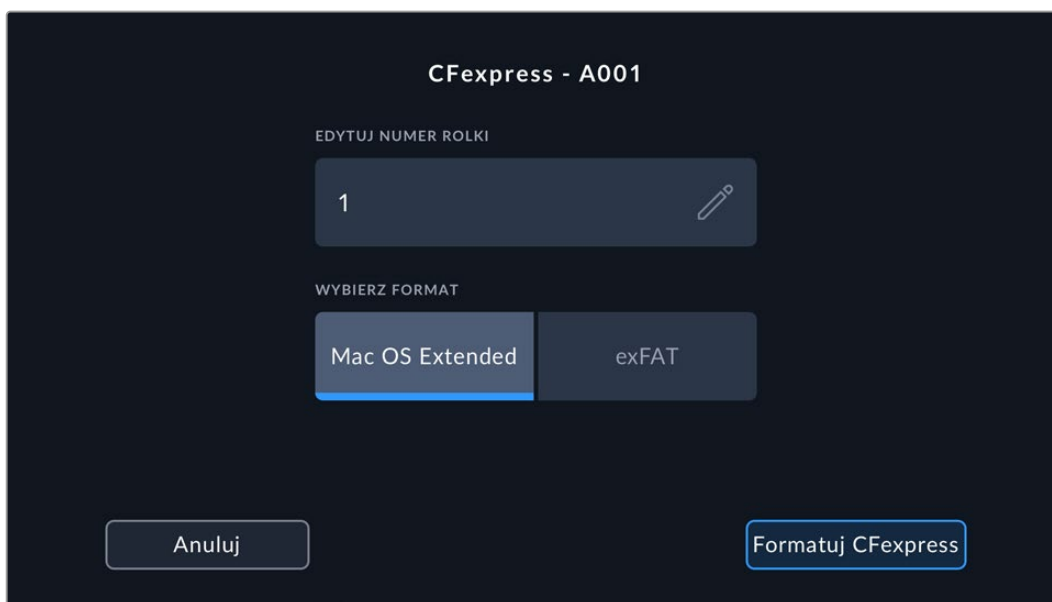 CFexpress - A001
EDYTUJ NUMER ROLKI
1
WYBIERZ FORMAT
Mac OS Extended
exFAT
Anuluj
Formatuj CFexpress